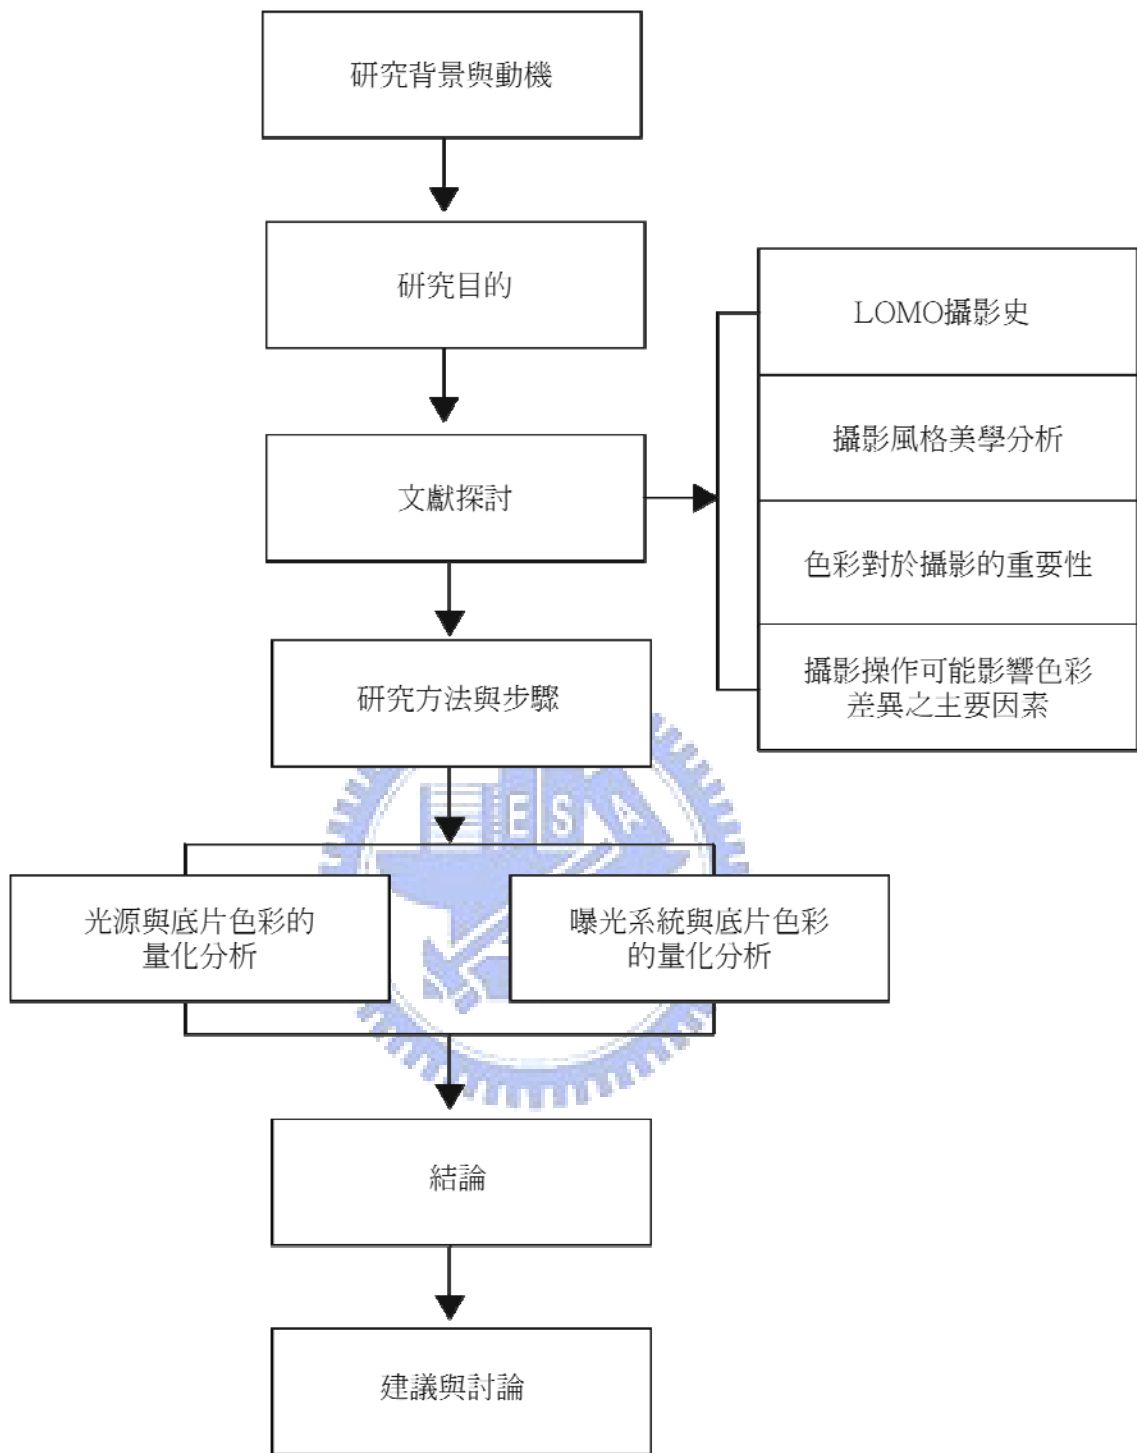 研究背景與動機
研究目的
文獻探討
LOMO攝影史
攝影風格美學分析
色彩對於攝影的重要性
攝影操作可能影響色彩
差異之主要因素
研究方法與步驟
ESA
光源與底片色彩的
量化分析
曝光系統與底片色彩
的量化分析
結論
建議與討論